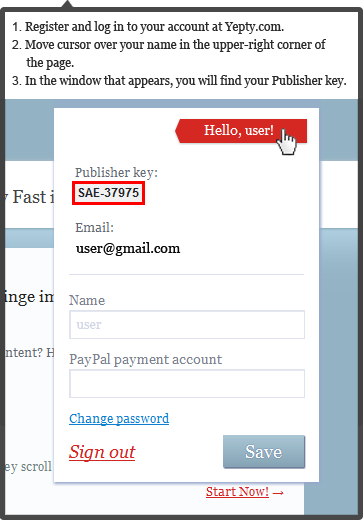 1. Register and log in to your account at Yepty.com.
2. Move cursor over your name in the upper-right corner of
the page.
3. In the window that appears, you will find your Publisher key.
Hello, user!
Publisher key:
SAE-37975
y Fast i
Email:
user@gmail.com
inge im
Name
user
ntent? H
PayPal payment account
Change password
Sign out
Save
ey scroll
Start Now! →